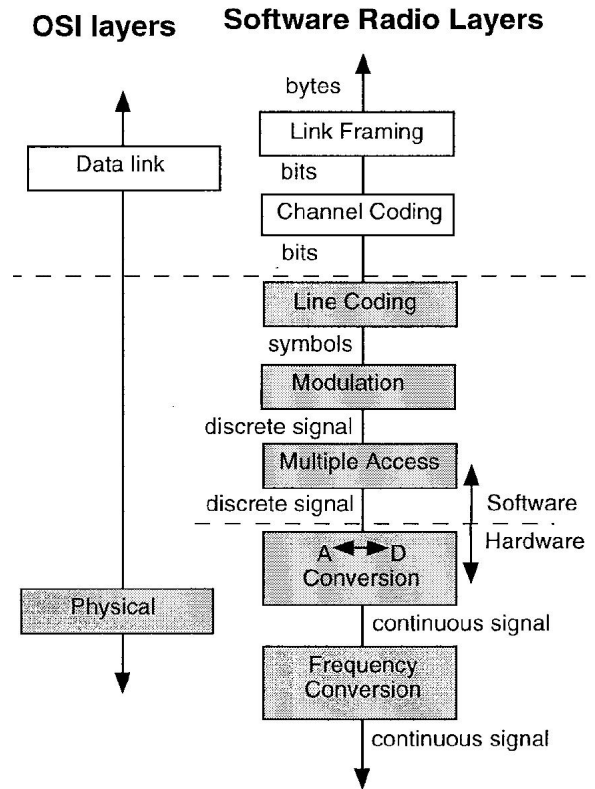 OSI layers
Software Radio Layers
bytes
Link Framing
Data link
bits
Channel Coding
bits
Line Coding
symbols
Modulation
discrete signal
Multiple Access
discrete signal
Software
Hardware
A D
Conversion
Physical
continuous signal
Frequency
Conversion
continuous signal